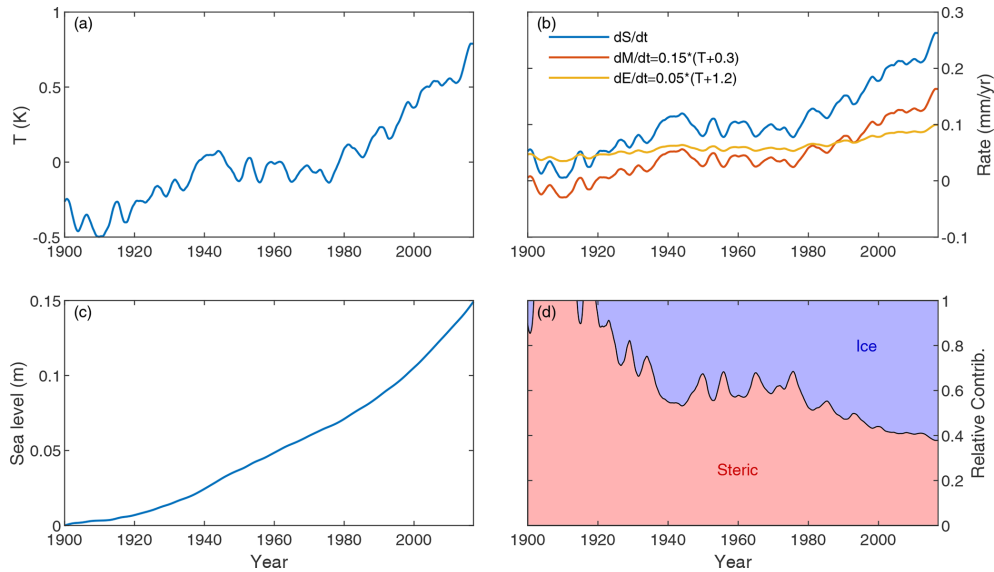 (a)
T (K)
1
0.5
0
-0.5
1900 1920 1940 1960 1980 2000
(b)
dS/dt
dM/dt=0.15*(T+0.3)
dE/dt=0.05*(T+1.2)
0.3
0.2
0.1
0
-0.1
Rate (mm/yr)
1900 1920 1940 1960 1980 2000
(c)
Sea level (m)
0.15
0.1
0.05
0
1900 1920 1940 1960 1980 2000
Year
(d)
Ice
Steric
1
0.8
0.6
0.4
0.2
0
Relative Contrib.
1900 1920 1940 1960 1980 2000
Year